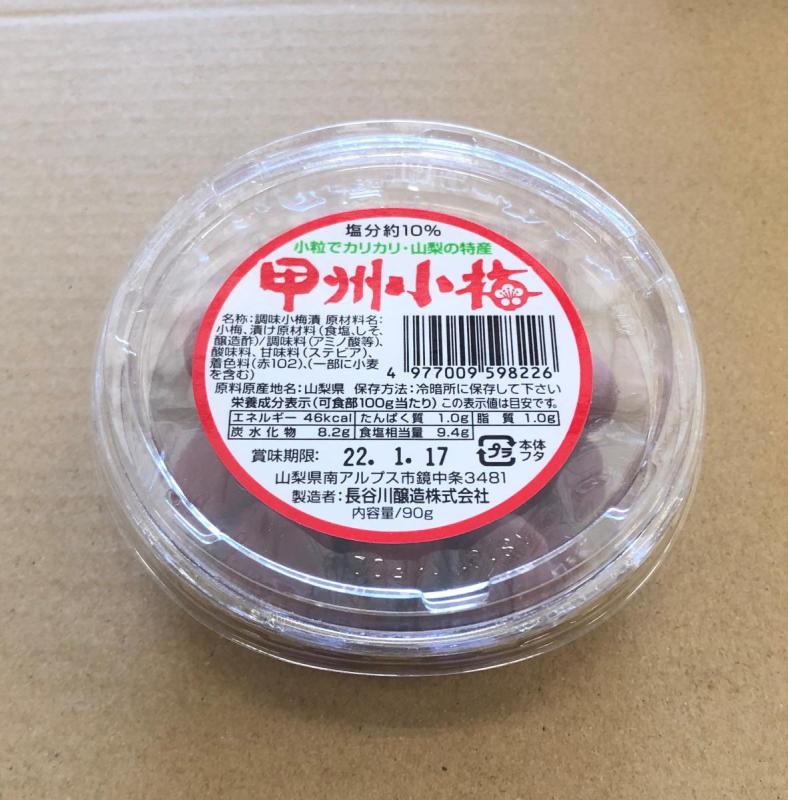 塩分約10%
小粒でカリカリ・山梨の特産
甲州小梅
名称:調味小梅漬 原材料名:
小梅、漬け原材料(食塩、しそ、
醸造酢)/調味料(アミノ酸等)、
酸味料、甘味料(ステビア)、
着色料(赤102)、(一部に小麦
を含む)
4 977009 598226
原料原産地名:山梨県 保存方法:冷暗所に保存して下さい
栄養成分表示(可食部100g当たり)この表示値は目安です。
エネルギー 46kcal たんぱく質 1.0g 脂質 1.0g
炭水化物 8.2g 食塩相当量 9.4g
賞味期限: 22. 1. 17
プラ 本体
フタ
山梨県南アルプス市鏡中条3481
製造者:長谷川醸造株式会社
内容量/90g